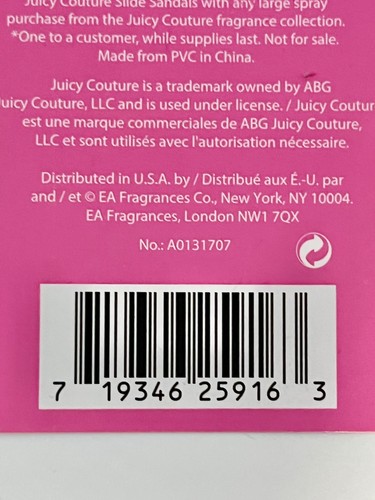 Juicy Couture Slide Sandals with any large spray
purchase from the Juicy Couture fragrance collection.
*One to a customer, while supplies last. Not for sale.
Made from PVC in China.
Juicy Couture is a trademark owned by ABG
Juicy Couture, LLC and is used under license. / Juicy Couture
est une marque commerciales de ABG Juicy Couture,
LLC et sont utilisés avec l'autorisation nécessaire.
Distributed in U.S.A. by / Distribué aux É.-U. par
and / et © EA Fragrances Co., New York, NY 10004.
EA Fragrances, London NW1 7QX
No.: A0131707
7 19346 25916 3